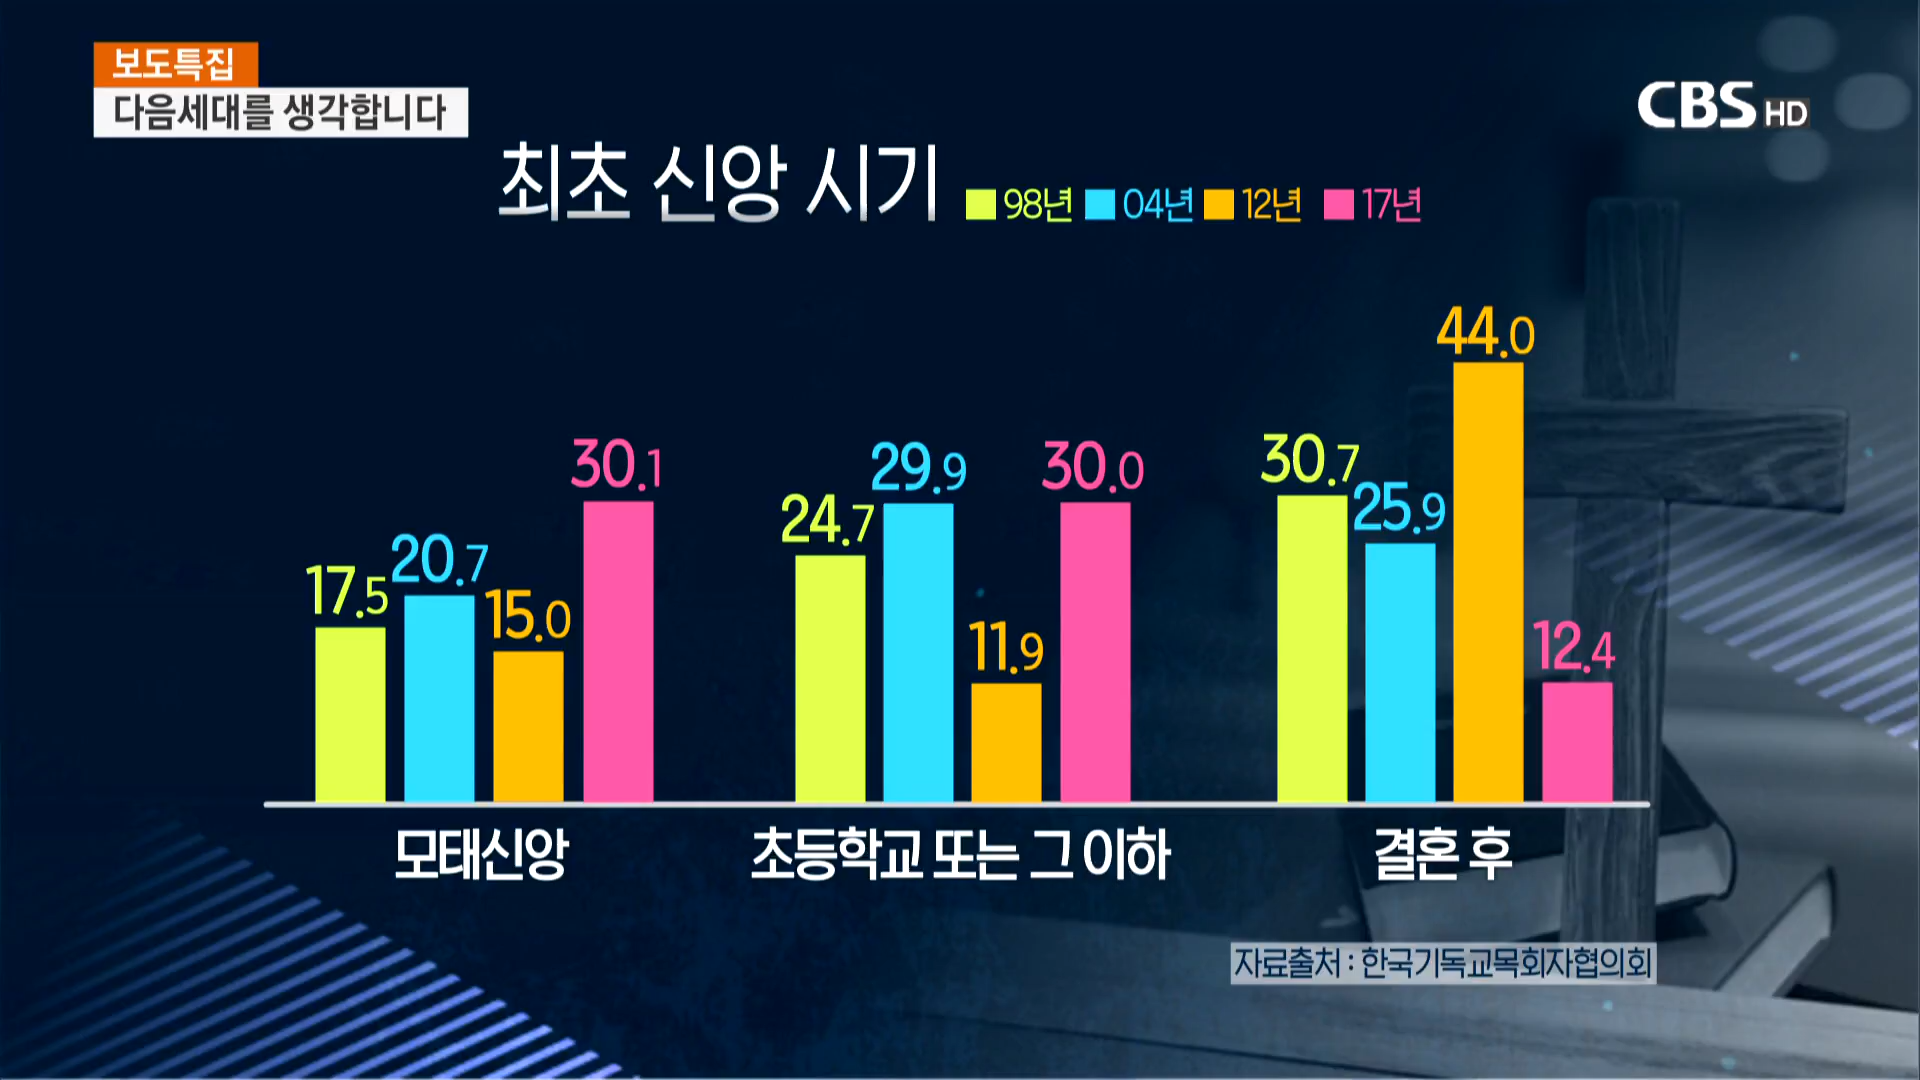 보도특집
다음세대를 생각합니다
CBS HD
최초 신앙 시기
98년 04년 12년 17년
17.5 20.7 15.0 30.1
24.7 29.9 11.9 30.0
30.7 25.9 44.0 12.4
모태신앙 초등학교 또는 그 이하 결혼 후
자료출처 : 한국기독교목회자협의회